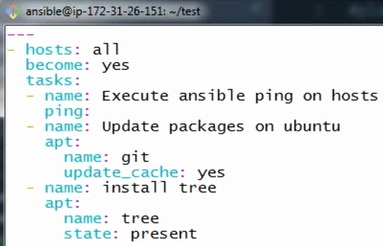 ansible@ip-172-31-26-151: ~/test
---
- hosts: all
  become: yes
  tasks:
  - name: Execute ansible ping on hosts
    ping:
  - name: Update packages on ubuntu
    apt:
      name: git
      update_cache: yes
  - name: install tree
    apt:
      name: tree
      state: present